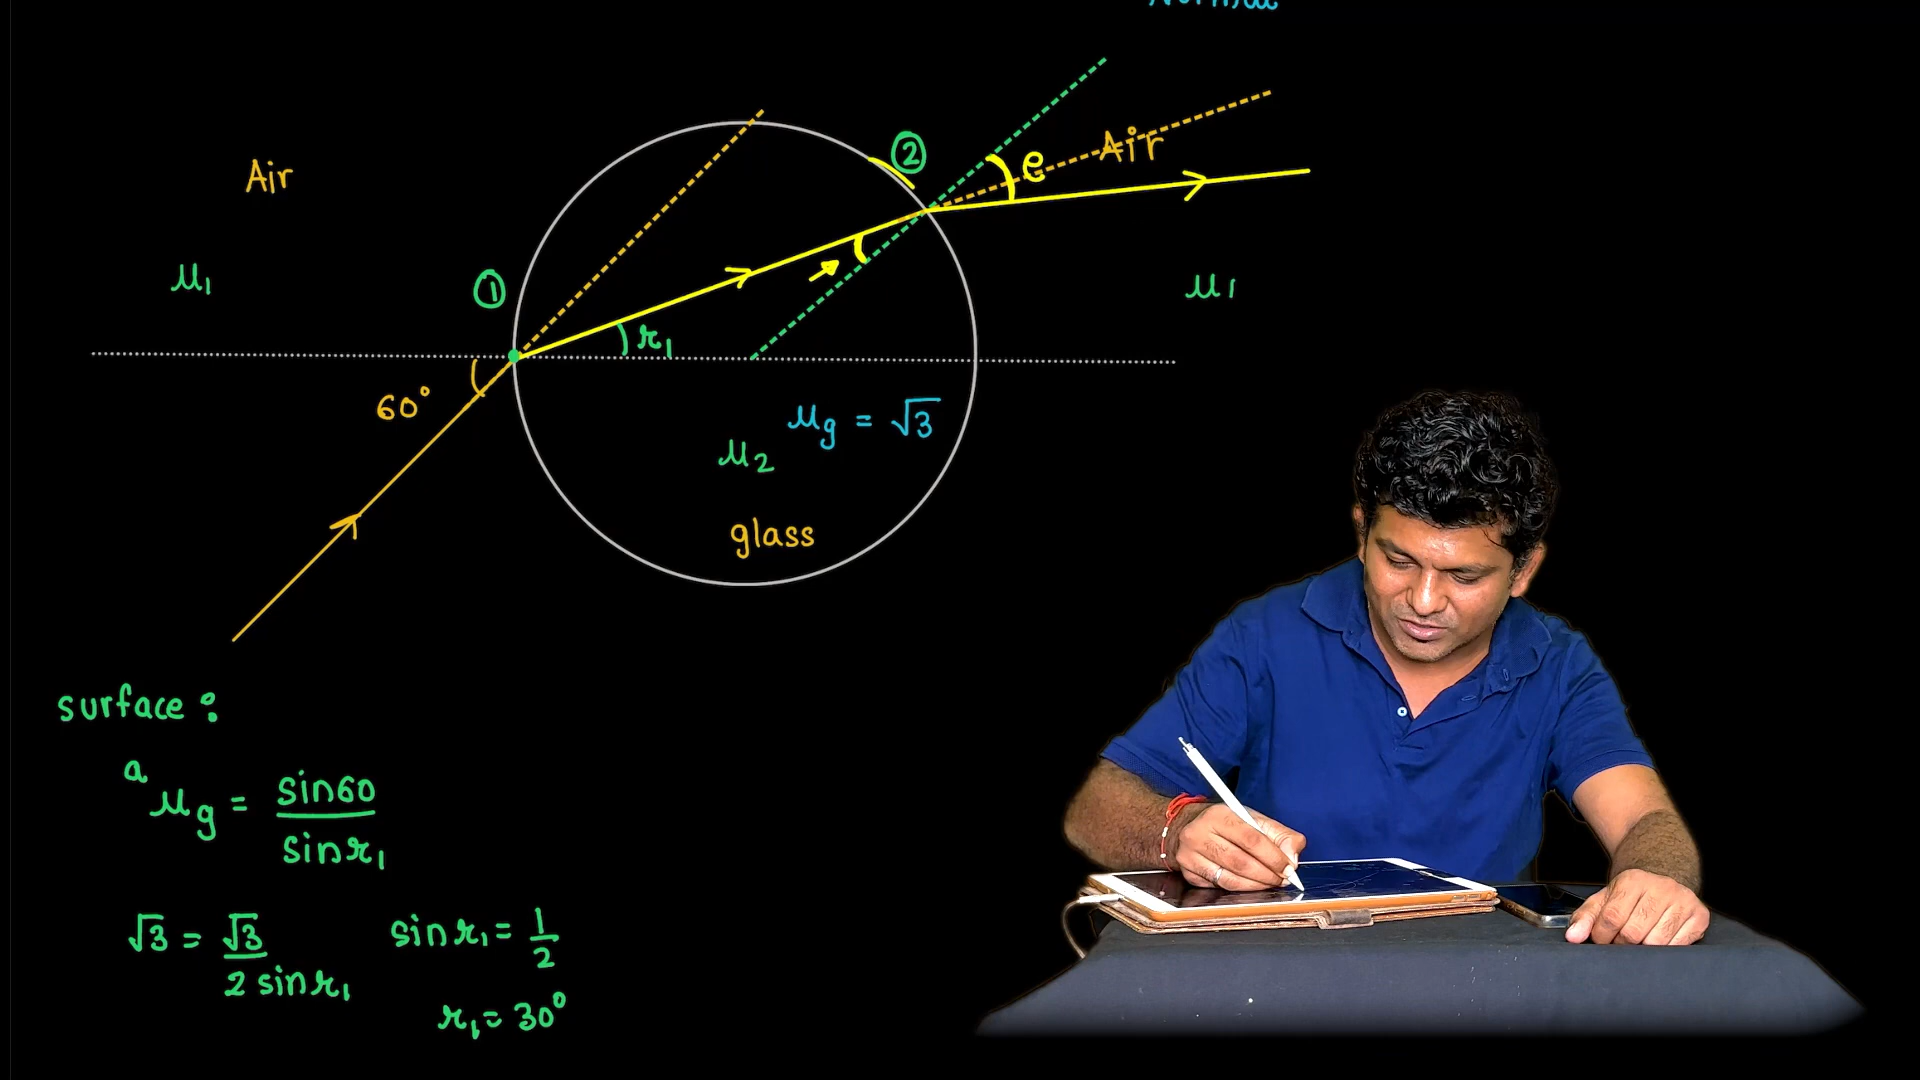 Normal
Air
②
e
Air
μ₁
①
μ₁
r₁
60°
μg = √3
μ₂
glass
surface :
ᵃμg = sin60 / sinr₁
√3 = √3 / 2 sinr₁
sinr₁ = 1/2
r₁ = 30°